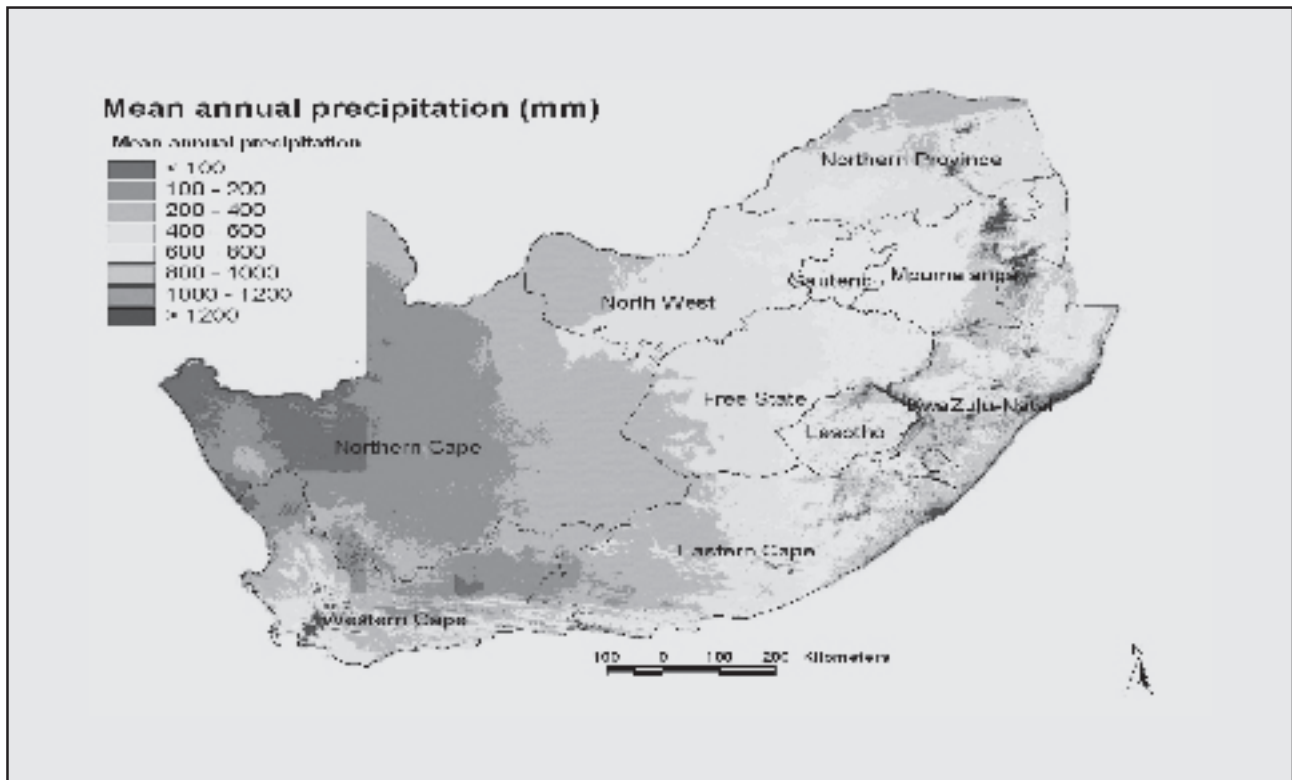 Mean annual precipitation (mm)
Mean annual precipitation
< 100
100 - 200
200 - 400
400 - 600
600 - 800
800 - 1000
1000 - 1200
> 1200
Northern Province
Gauteng
Mpumalanga
North West
Free State
KwaZulu-Natal
Lesotho
Northern Cape
Eastern Cape
Western Cape
100 0 100 200 Kilometers
N